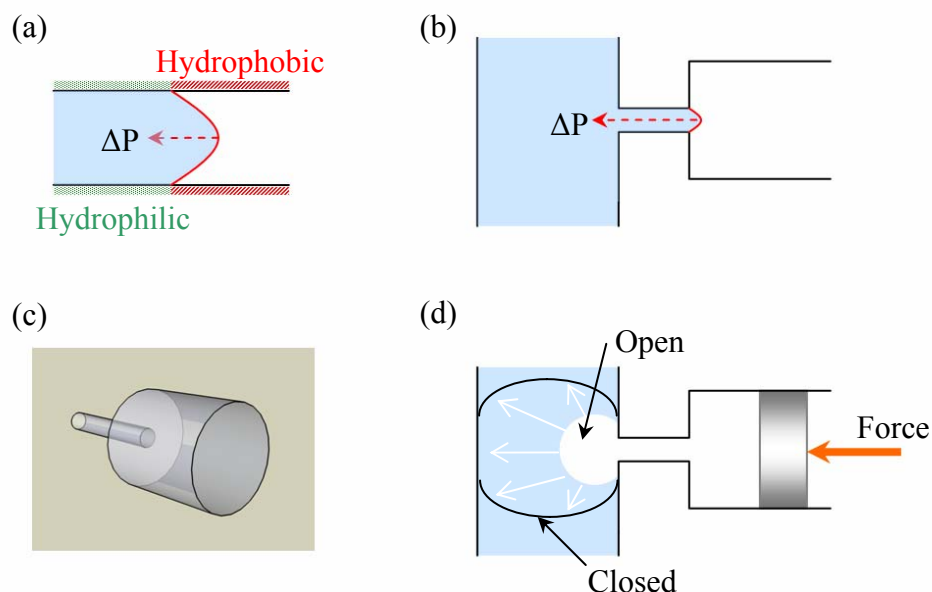 (a)
Hydrophobic
ΔP
Hydrophilic
(b)
ΔP
(c)
(d)
Open
Force
Closed